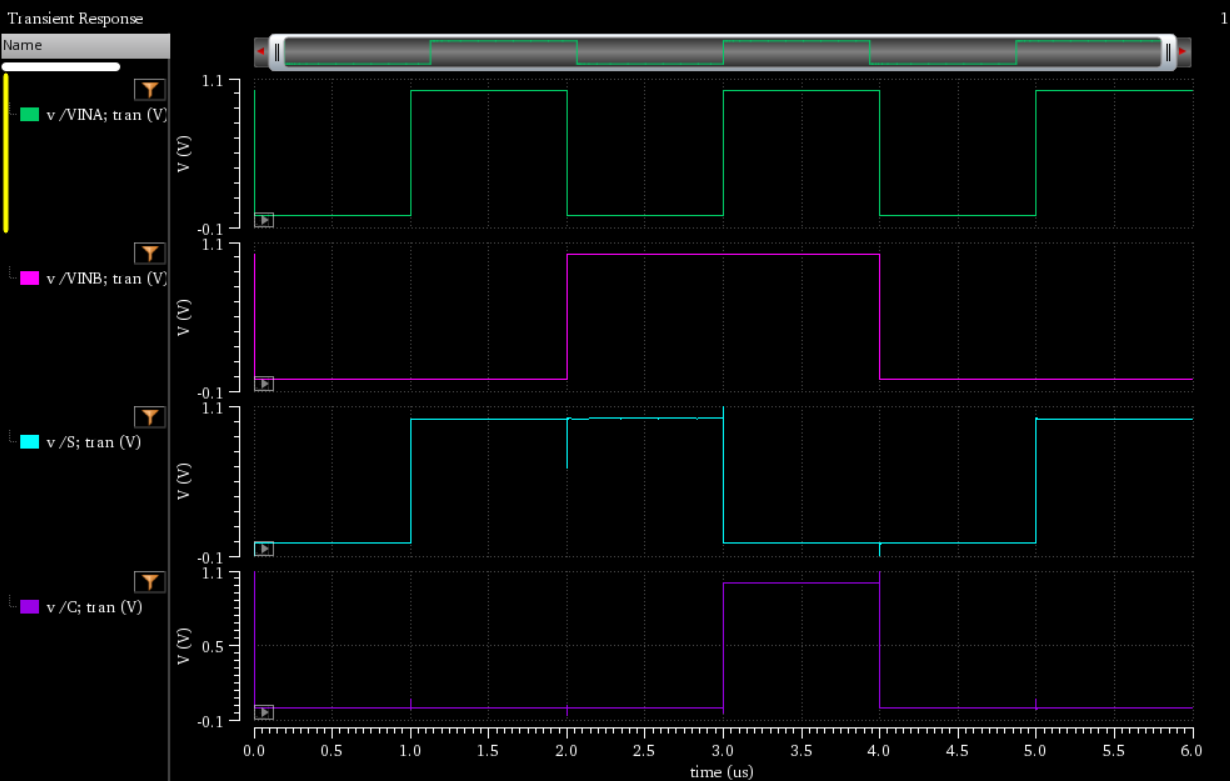 Transient Response
1
Name
v /VINA; tran (V)
V (V)
1.1
-0.1
v /VINB; tran (V)
V (V)
1.1
-0.1
v /S; tran (V)
V (V)
1.1
-0.1
v /C; tran (V)
V (V)
1.1
0.5
-0.1
0.0 0.5 1.0 1.5 2.0 2.5 3.0 3.5 4.0 4.5 5.0 5.5 6.0
time (us)